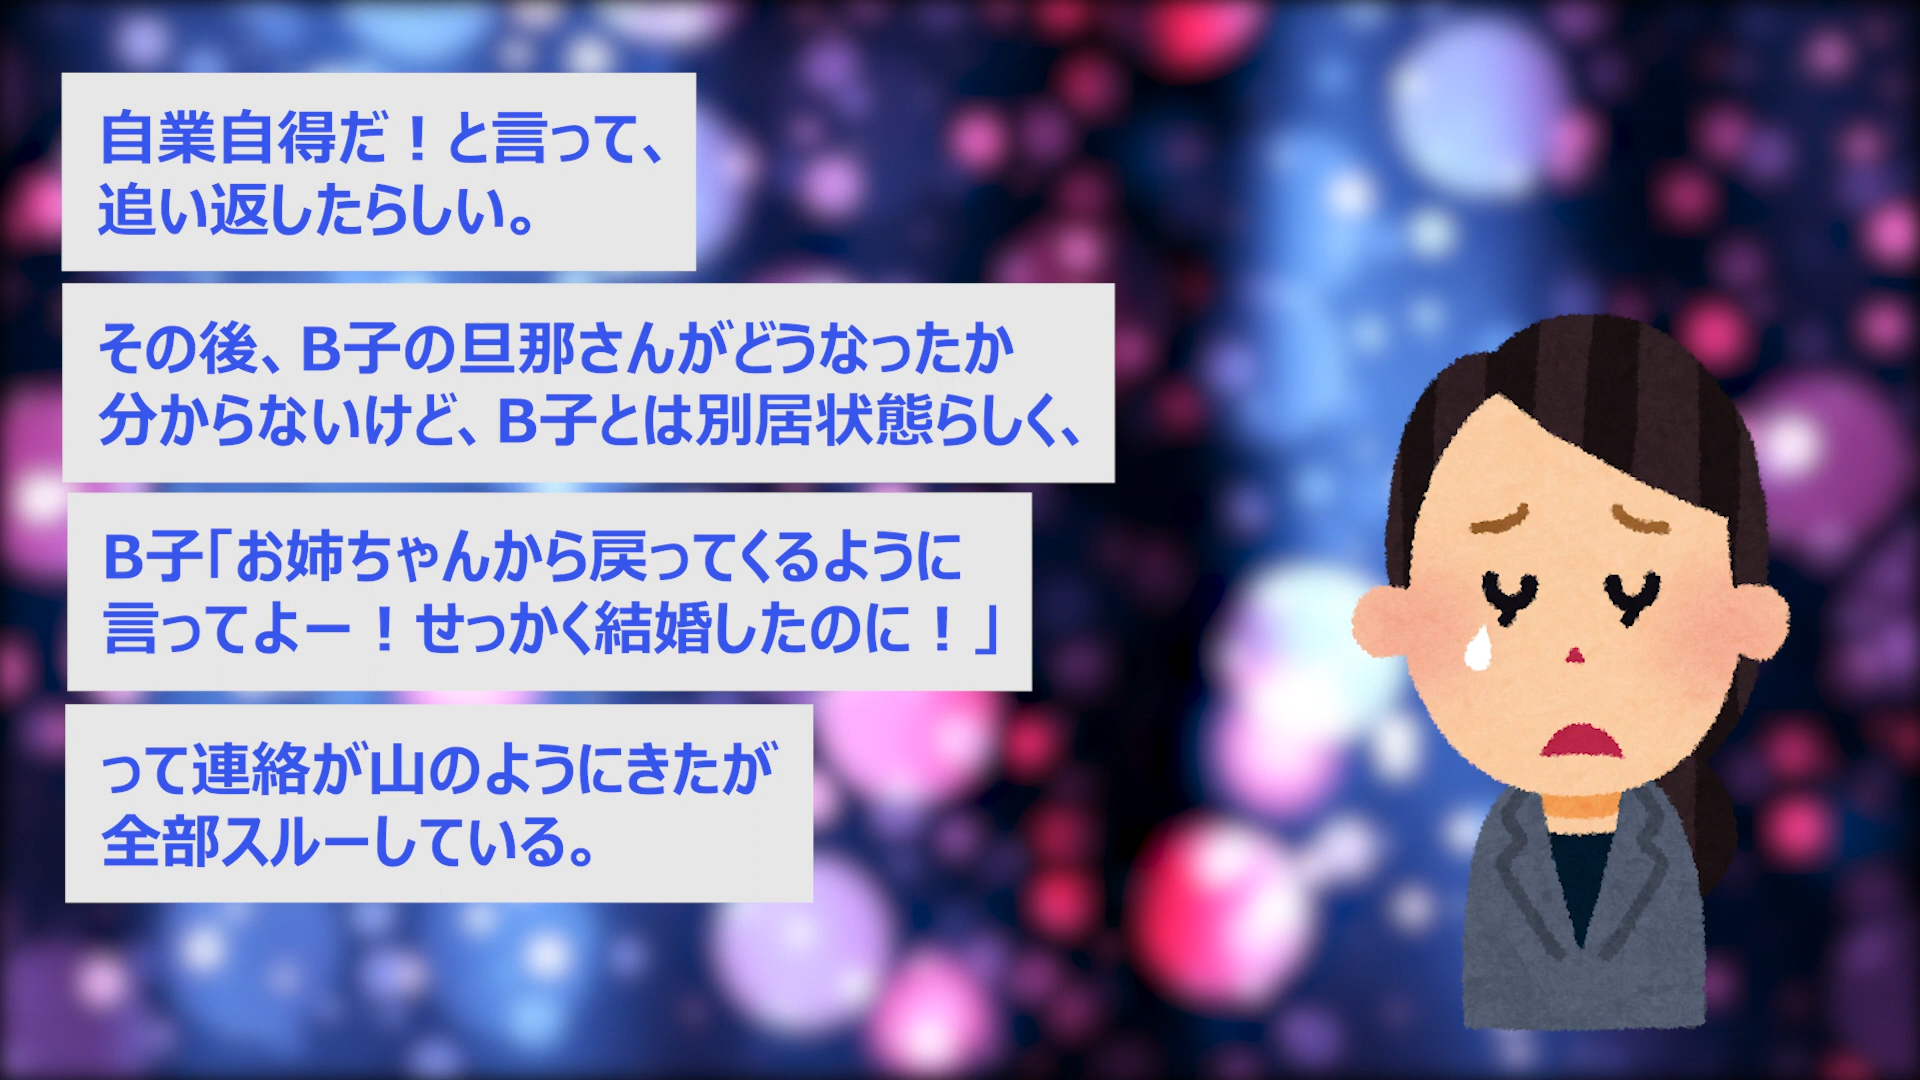 自業自得だ！と言って、
追い返したらしい。
その後、B子の旦那さんがどうなったか
分からないけど、B子とは別居状態らしく、
B子「お姉ちゃんから戻ってくるように
言ってよー！せっかく結婚したのに！」
って連絡が山のようにきたが
全部スルーしている。